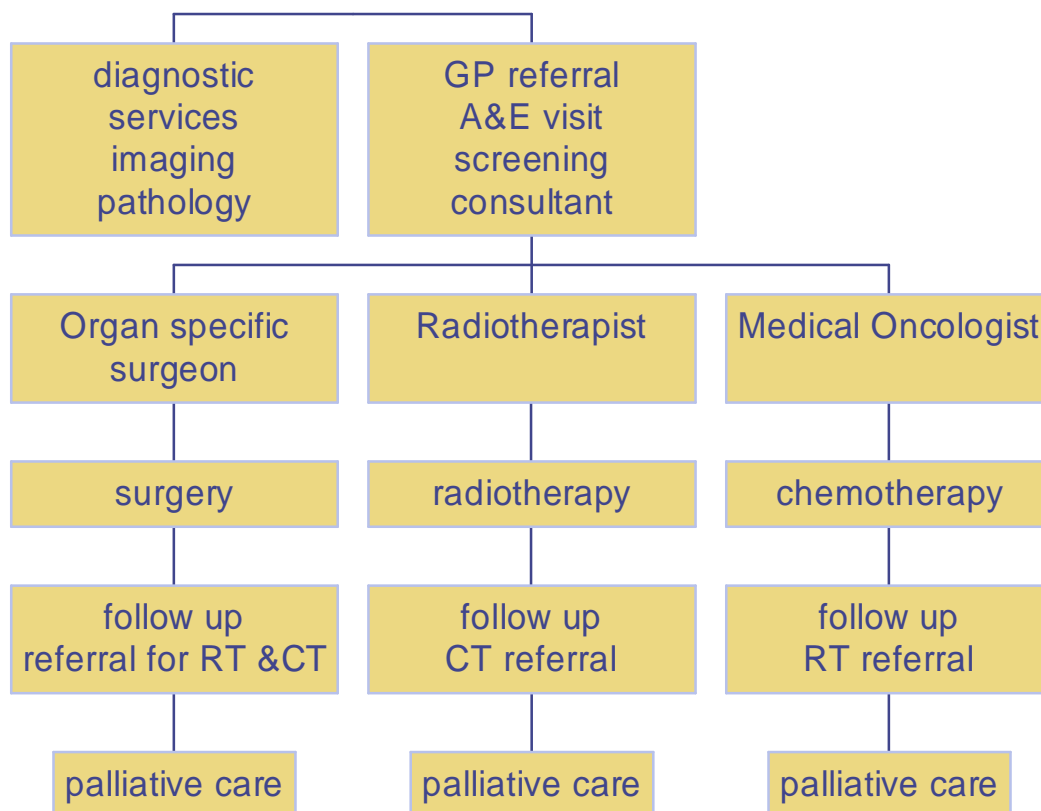 diagnostic
services
imaging
pathology
GP referral
A&E visit
screening
consultant
Organ specific
surgeon
Radiotherapist
Medical Oncologist
surgery
radiotherapy
chemotherapy
follow up
referral for RT &CT
follow up
CT referral
follow up
RT referral
palliative care
palliative care
palliative care